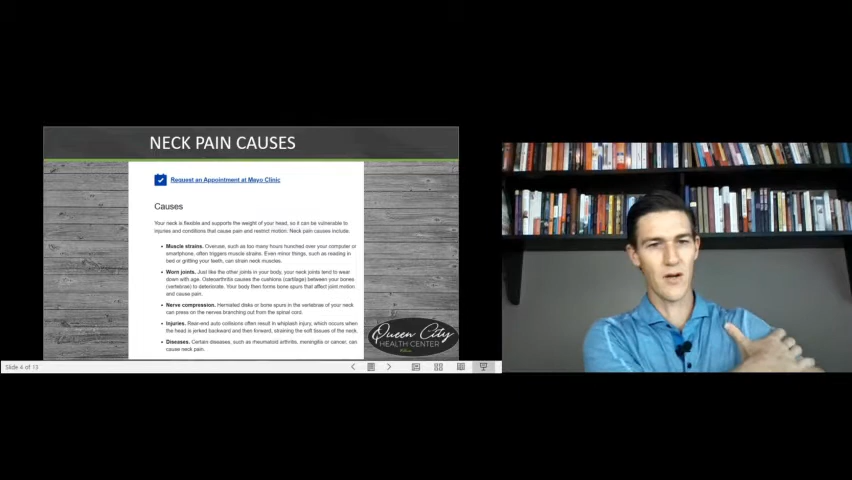 NECK PAIN CAUSES
Request an Appointment at Mayo Clinic
Causes
Your neck is flexible and supports the weight of your head, so it can be vulnerable to
injuries and conditions that cause pain and restrict motion. Neck pain causes include:
• Muscle strains. Overuse, such as too many hours hunched over your computer or
smartphone, often triggers muscle strains. Even minor things, such as reading in
bed or gritting your teeth, can strain neck muscles.
• Worn joints. Just like the other joints in your body, your neck joints tend to wear
down with age. Osteoarthritis causes the cushions (cartilage) between your bones
(vertebrae) to deteriorate. Your body then forms bone spurs that affect joint motion
and cause pain.
• Nerve compression. Herniated disks or bone spurs in the vertebrae of your neck
can press on the nerves branching out from the spinal cord.
• Injuries. Rear-end auto collisions often result in whiplash injury, which occurs when
the head is jerked backward and then forward, straining the soft tissues of the neck.
• Diseases. Certain diseases, such as rheumatoid arthritis, meningitis or cancer, can
cause neck pain.
Queen City
HEALTH CENTER
Slide 4 of 13